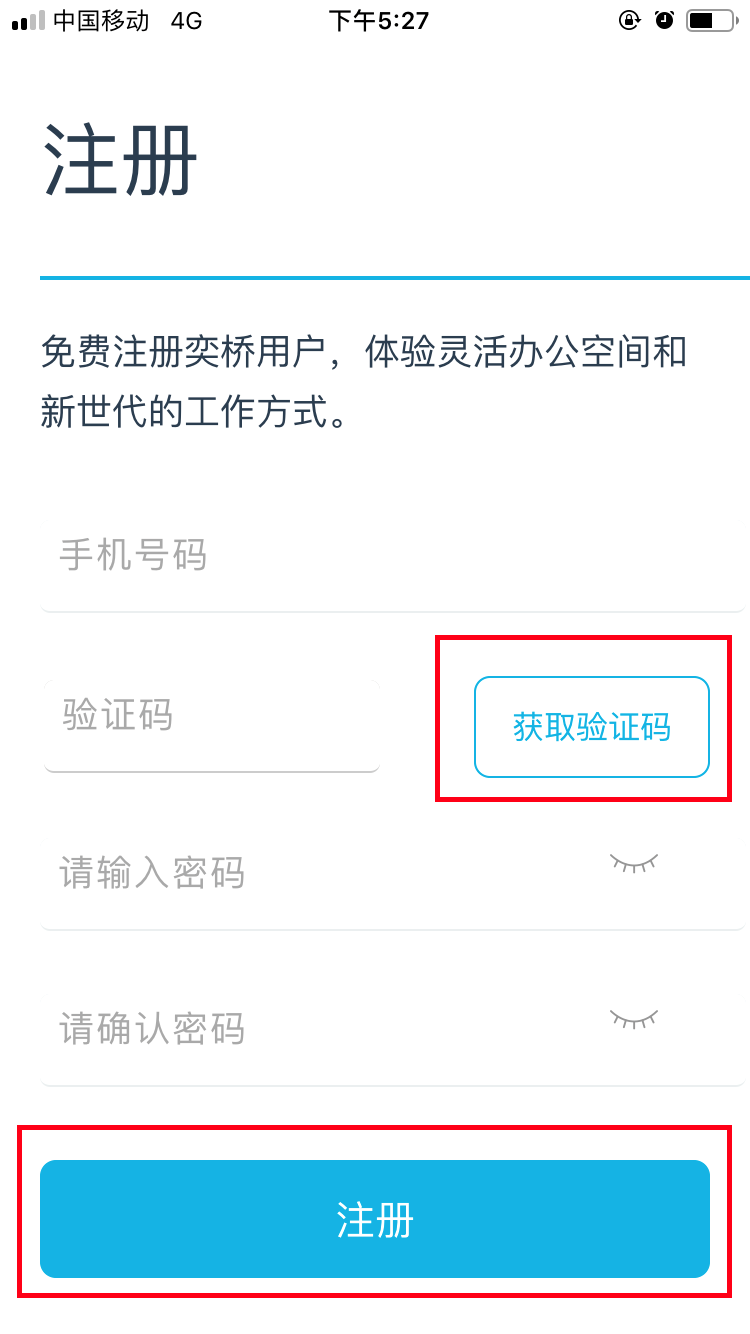 中国移动 4G 下午5:27
注册
免费注册奕桥用户，体验灵活办公空间和
新世代的工作方式。
手机号码
验证码 获取验证码
请输入密码
请确认密码
注册